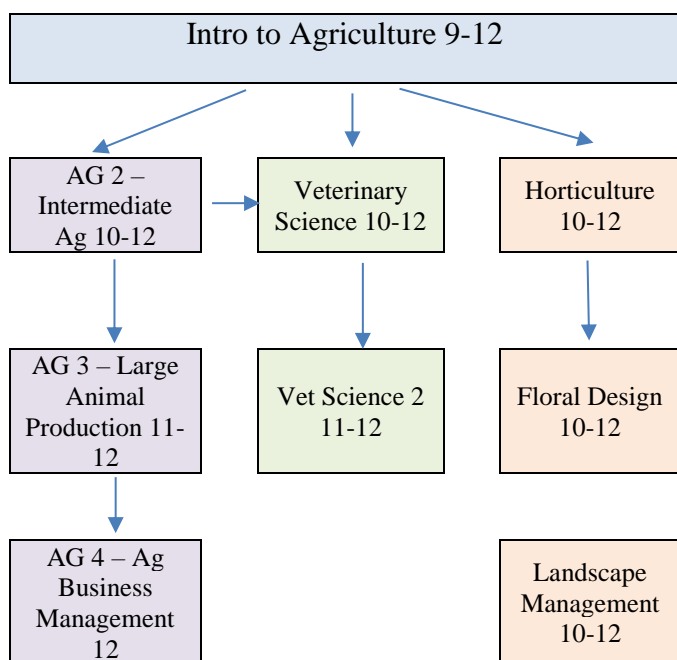 Intro to Agriculture 9-12
AG 2 –
Intermediate
Ag 10-12
Veterinary
Science 10-12
Horticulture
10-12
AG 3 – Large
Animal
Production 11-
12
Vet Science 2
11-12
Floral Design
10-12
AG 4 – Ag
Business
Management
12
Landscape
Management
10-12